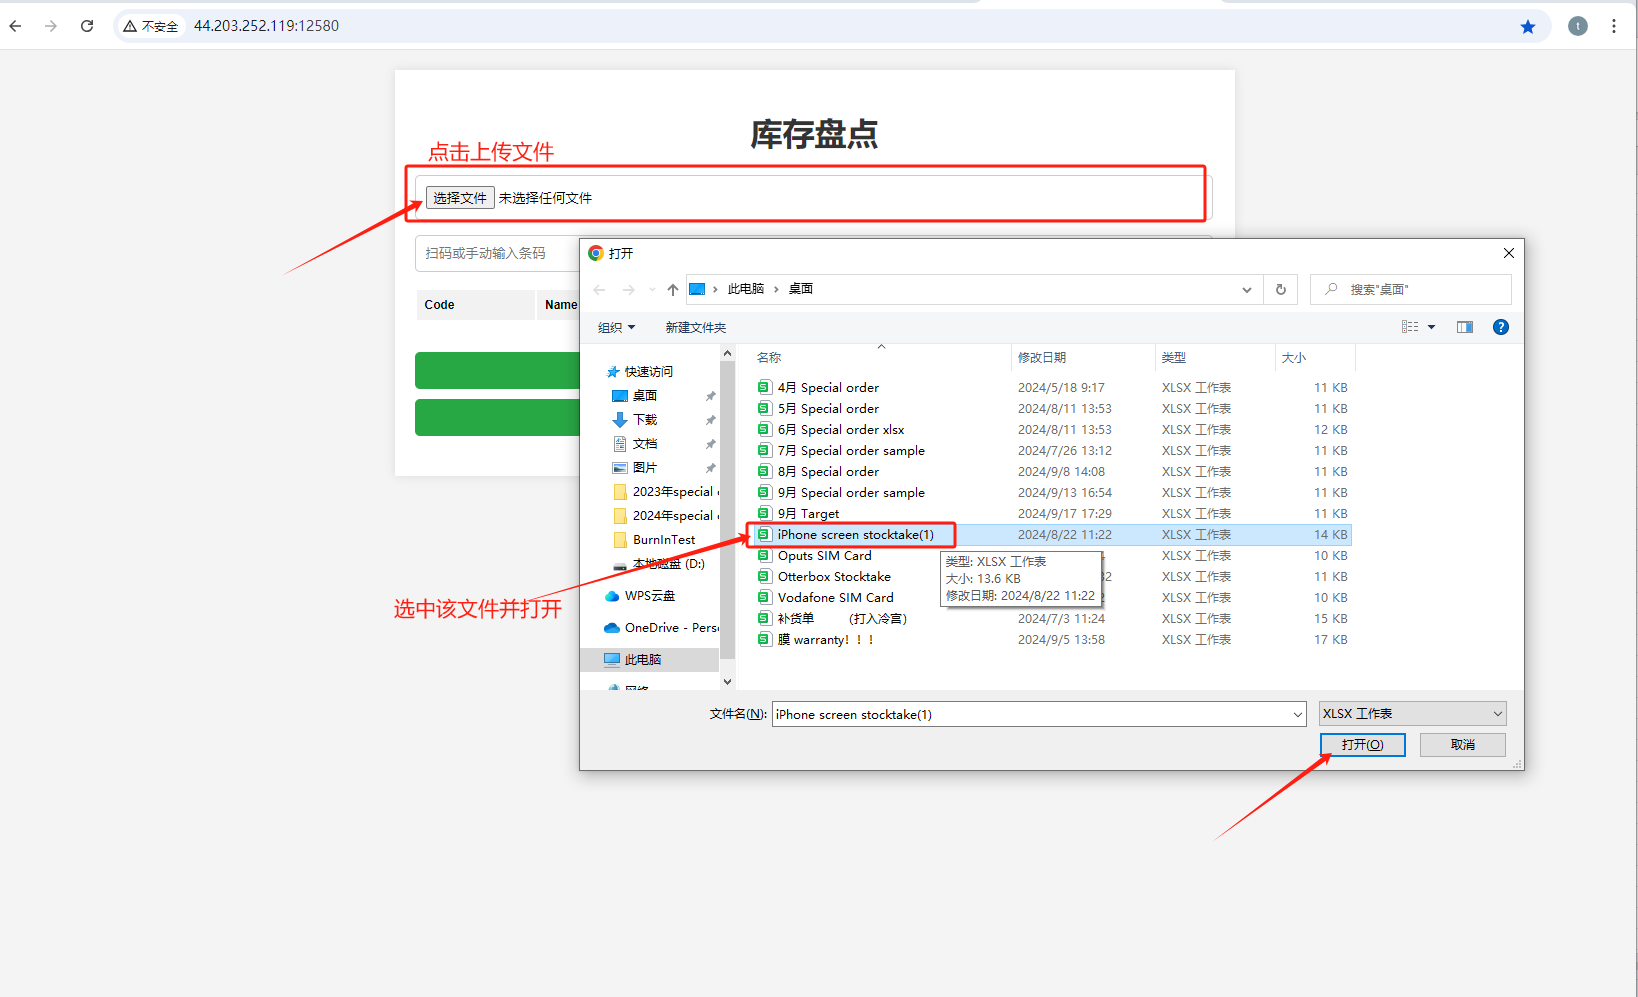 不安全
44.203.252.119:12580
t
库存盘点
点击上传文件
选择文件 未选择任何文件
扫码或手动输入条码
Code Name
打开
此电脑 › 桌面
搜索"桌面"
组织 新建文件夹
?
快速访问
桌面
下载
文档
图片
2023年special
2024年special
BurnInTest
本地磁盘 (D:)
WPS云盘
OneDrive - Pers
此电脑
网络
名称 修改日期 类型 大小
4月 Special order 2024/5/18 9:17 XLSX 工作表 11 KB
5月 Special order 2024/8/11 13:53 XLSX 工作表 11 KB
6月 Special order xlsx 2024/8/11 13:53 XLSX 工作表 12 KB
7月 Special order sample 2024/7/26 13:12 XLSX 工作表 11 KB
8月 Special order 2024/9/8 14:08 XLSX 工作表 11 KB
9月 Special order sample 2024/9/13 16:54 XLSX 工作表 11 KB
9月 Target 2024/9/17 17:29 XLSX 工作表 11 KB
iPhone screen stocktake(1) 2024/8/22 11:22 XLSX 工作表 14 KB
Oputs SIM Card XLSX 工作表 10 KB
Otterbox Stocktake XLSX 工作表 11 KB
Vodafone SIM Card XLSX 工作表 10 KB
补货单 （打入冷宫） 2024/7/3 11:24 XLSX 工作表 15 KB
膜 warranty！！！ 2024/9/5 13:58 XLSX 工作表 17 KB
类型: XLSX 工作表
大小: 13.6 KB
修改日期: 2024/8/22 11:22
选中该文件并打开
文件名(N): iPhone screen stocktake(1) XLSX 工作表
打开(O) 取消